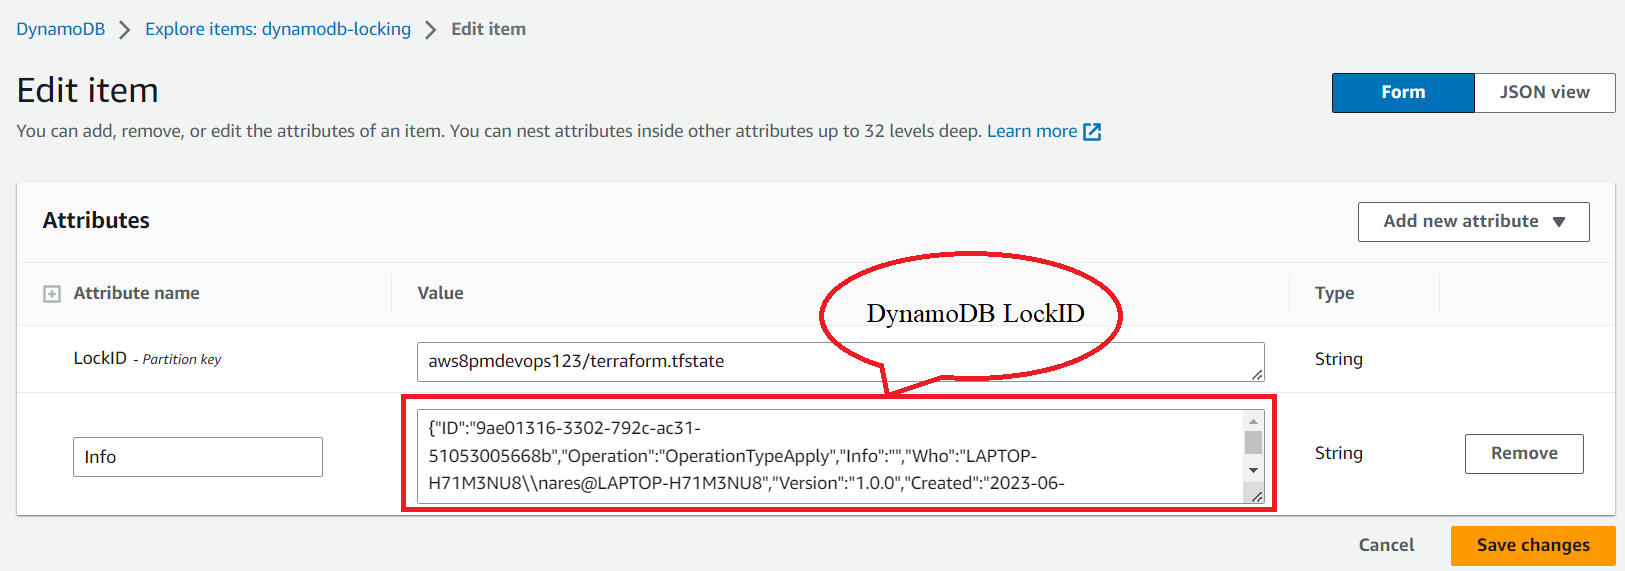 DynamoDB > Explore items: dynamodb-locking > Edit item
Edit item
Form
JSON view
You can add, remove, or edit the attributes of an item. You can nest attributes inside other attributes up to 32 levels deep. Learn more
Attributes
Add new attribute
Attribute name
Value
Type
DynamoDB LockID
LockID - Partition key
aws8pmdevops123/terraform.tfstate
String
Info
{"ID":"9ae01316-3302-792c-ac31-
51053005668b","Operation":"OperationTypeApply","Info":"","Who":"LAPTOP-
H71M3NU8\\nares@LAPTOP-H71M3NU8","Version":"1.0.0","Created":"2023-06-
String
Remove
Cancel
Save changes